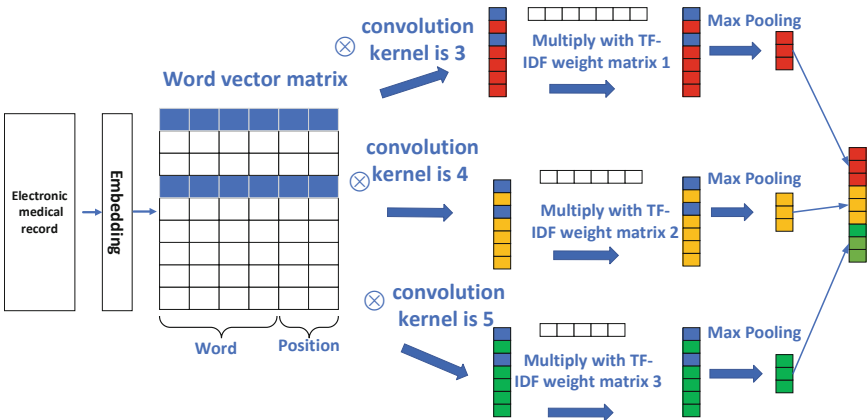 Electronic
medical
record
Embedding
Word vector matrix
Word
Position
⊗ convolution
kernel is 3
Multiply with TF-
IDF weight matrix 1
Max Pooling
⊗ convolution
kernel is 4
Multiply with TF-
IDF weight matrix 2
Max Pooling
⊗ convolution
kernel is 5
Multiply with TF-
IDF weight matrix 3
Max Pooling